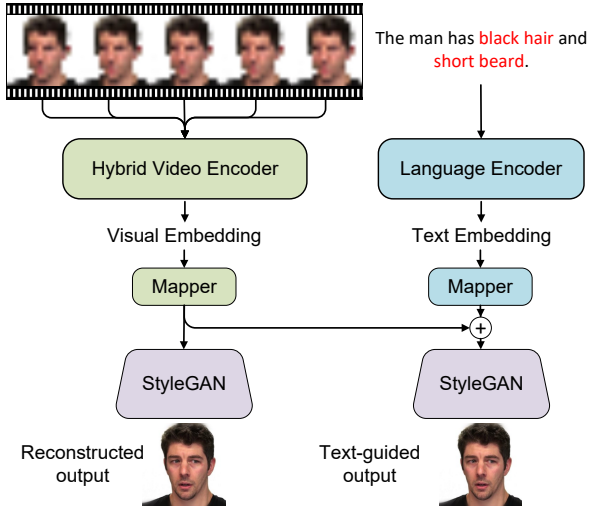 The man has black hair and
short beard.
Hybrid Video Encoder
Language Encoder
Visual Embedding
Text Embedding
Mapper
Mapper
+
StyleGAN
StyleGAN
Reconstructed
output
Text-guided
output